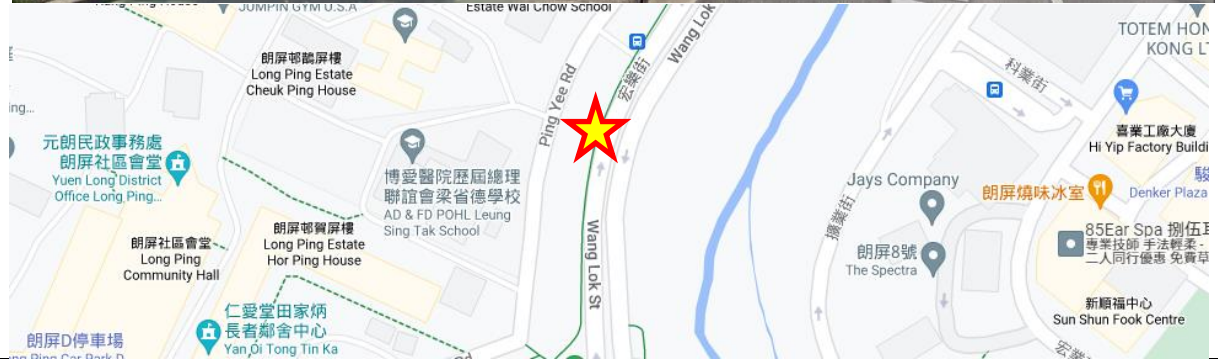 JUMPIN GYM U.S.A
Estate Wai Chow School
朗屏邨鵲屏樓
Long Ping Estate
Cheuk Ping House
元朗民政事務處
朗屏社區會堂
Yuen Long District
Office Long Ping...
朗屏社區會堂
Long Ping
Community Hall
朗屏邨賀屏樓
Long Ping Estate
Hor Ping House
博愛醫院歷屆總理
聯誼會梁省德學校
AD & FD POHL Leung
Sing Tak School
仁愛堂田家炳
長者鄰舍中心
Yan Oi Tong Tin Ka
朗屏D停車場
Ping Yee Rd
宏樂街
Wang Lok
Wang Lok St
擴業街
科業街
TOTEM HON
KONG LT
喜業工廠大廈
Hi Yip Factory Buildi
駿
Denker Plaza
朗屏燒味冰室
Jays Company
朗屏8號
The Spectra
85Ear Spa 捌伍耳
專業技師 手法輕柔 -
二人同行優惠 免費草
新順福中心
Sun Shun Fook Centre
宏業